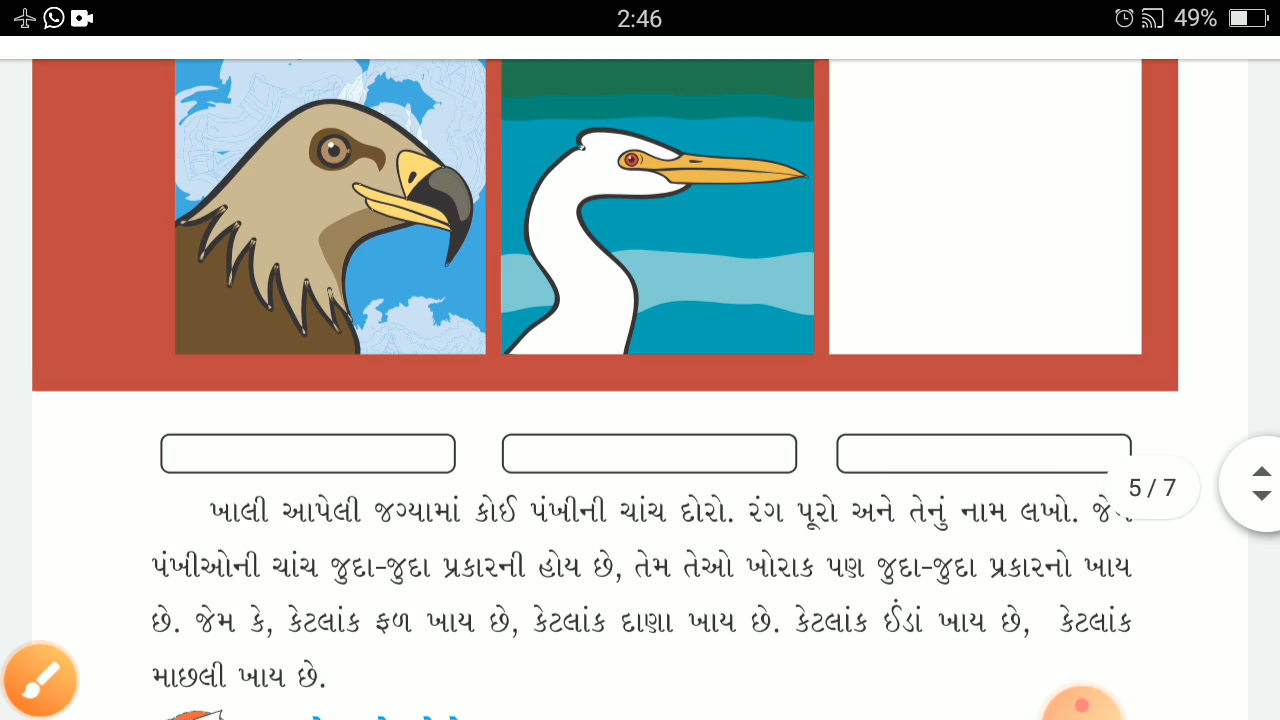 2:46
49%
5 / 7
ખાલી આપેલી જગ્યામાં કોઈ પંખીની ચાંચ દોરો. રંગ પૂરો અને તેનું નામ લખો.
પંખીઓની ચાંચ જુદા-જુદા પ્રકારની હોય છે, તેમ તેઓ ખોરાક પણ જુદા-જુદા પ્રકારનો ખાય
છે. જેમ કે, કેટલાંક ફળ ખાય છે, કેટલાંક દાણા ખાય છે. કેટલાંક ઈંડાં ખાય છે, કેટલાંક
માછલી ખાય છે.